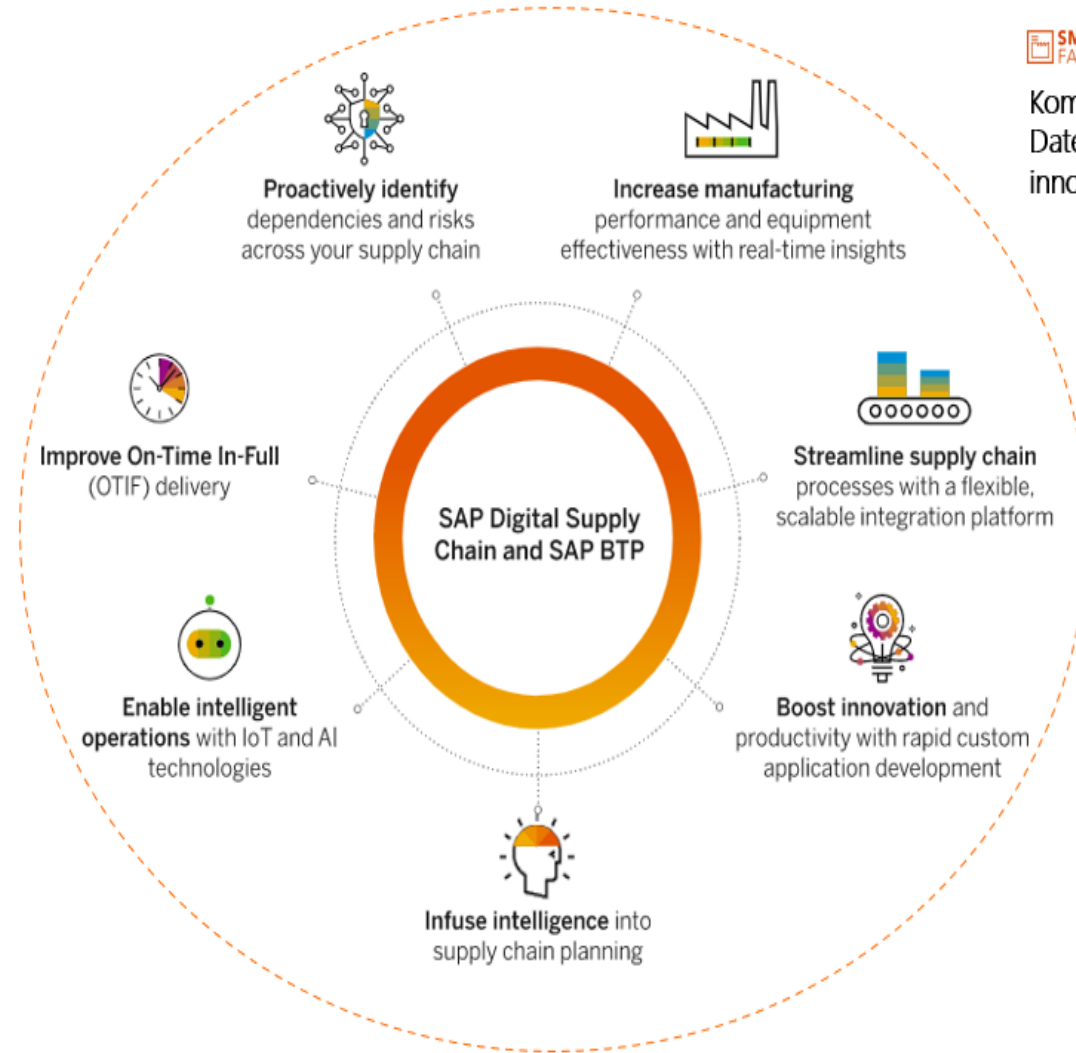 Proactively identify
dependencies and risks
across your supply chain
Increase manufacturing
performance and equipment
effectiveness with real-time insights
Improve On-Time In-Full
(OTIF) delivery
SAP Digital Supply
Chain and SAP BTP
Streamline supply chain
processes with a flexible,
scalable integration platform
Enable intelligent
operations with IoT and AI
technologies
Boost innovation and
productivity with rapid custom
application development
Infuse intelligence into
supply chain planning